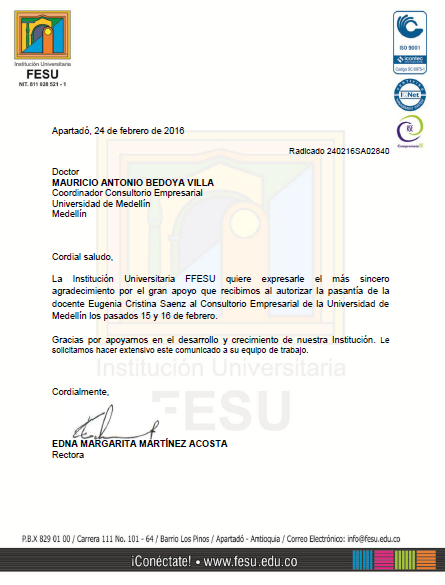 Institución Universitaria
FESU
NIT. 811 028 521 - 1
ISO 9001
icontec
Apartadó, 24 de febrero de 2016
Radicado 240216SA02840
Doctor
MAURICIO ANTONIO BEDOYA VILLA
Coordinador Consultorio Empresarial
Universidad de Medellín
Medellín
Cordial saludo,
La Institución Universitaria FFESU quiere expresarle el más sincero
agradecimiento por el gran apoyo que recibimos al autorizar la pasantía de la
docente Eugenia Cristina Saenz al Consultorio Empresarial de la Universidad de
Medellín los pasados 15 y 16 de febrero.
Gracias por apoyarnos en el desarrollo y crecimiento de nuestra Institución. Le
solicitamos hacer extensivo este comunicado a su equipo de trabajo.
Institución Universitaria
FESU
Cordialmente,
EDNA MARGARITA MARTÍNEZ ACOSTA
Rectora
P.B.X 829 01 00 / Carrera 111 No. 101 - 64 / Barrio Los Pinos / Apartadó - Antioquia / Correo Electrónico: info@fesu.edu.co
¡Conéctate! • www.fesu.edu.co